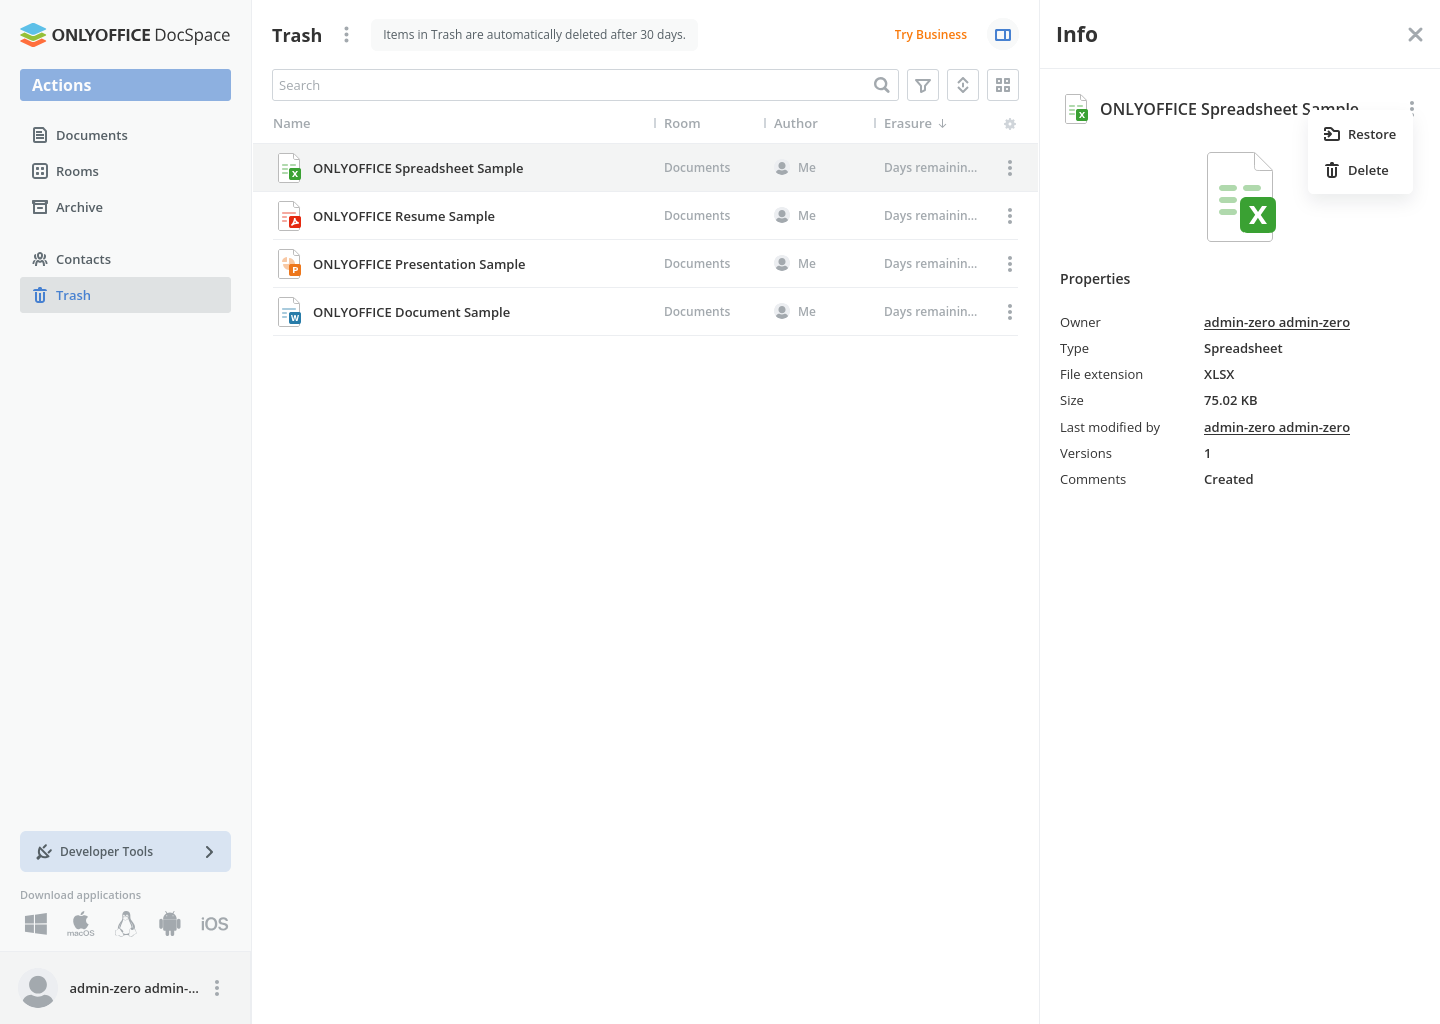 ONLYOFFICE DocSpace
Actions
Documents
Rooms
Archive
Contacts
Trash
Developer Tools
Download applications
macOS
iOS
admin-zero admin-...
Trash
Items in Trash are automatically deleted after 30 days.
Try Business
Search
Name Room Author Erasure
ONLYOFFICE Spreadsheet Sample Documents Me Days remainin...
ONLYOFFICE Resume Sample Documents Me Days remainin...
ONLYOFFICE Presentation Sample Documents Me Days remainin...
ONLYOFFICE Document Sample Documents Me Days remainin...
Info
ONLYOFFICE Spreadsheet Sample
Restore
Delete
X
Properties
Owner admin-zero admin-zero
Type Spreadsheet
File extension XLSX
Size 75.02 KB
Last modified by admin-zero admin-zero
Versions 1
Comments Created